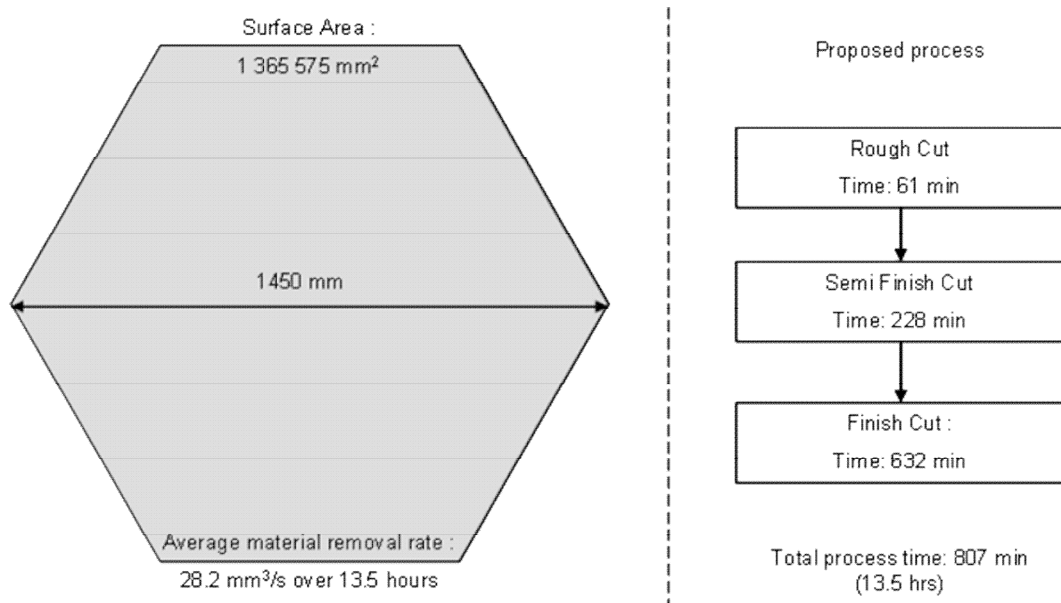 Surface Area :
1 365 575 mm²
1450 mm
Average material removal rate :
28.2 mm³/s over 13.5 hours
Proposed process
Rough Cut
Time: 61 min
Semi Finish Cut
Time: 228 min
Finish Cut :
Time: 632 min
Total process time: 807 min
(13.5 hrs)